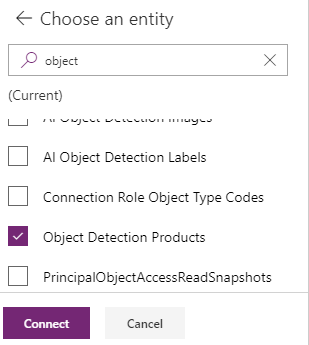 Choose an entity
object
(Current)
AI Object Detection Images
AI Object Detection Labels
Connection Role Object Type Codes
Object Detection Products
PrincipalObjectAccessReadSnapshots
Connect
Cancel